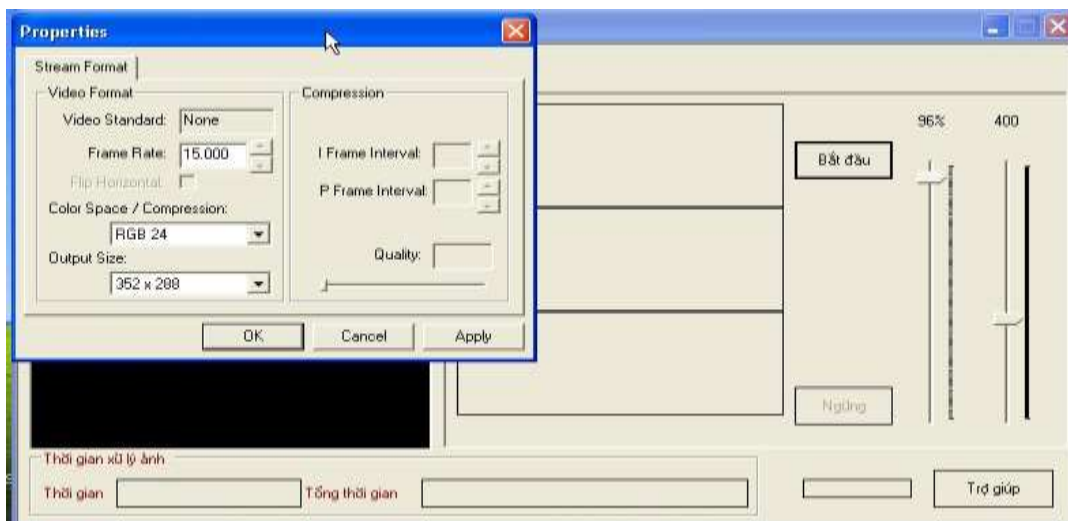 Properties
Stream Format
Video Format
Video Standard: None
Frame Rate: 15.000
Flip Horizontal:
Color Space / Compression:
RGB 24
Output Size:
352 x 288
Compression
I Frame Interval:
P Frame Interval:
Quality:
OK Cancel Apply
96% 400
Bắt đầu
Ngừng
Thời gian xử lý ảnh
Thời gian Tổng thời gian
Trợ giúp